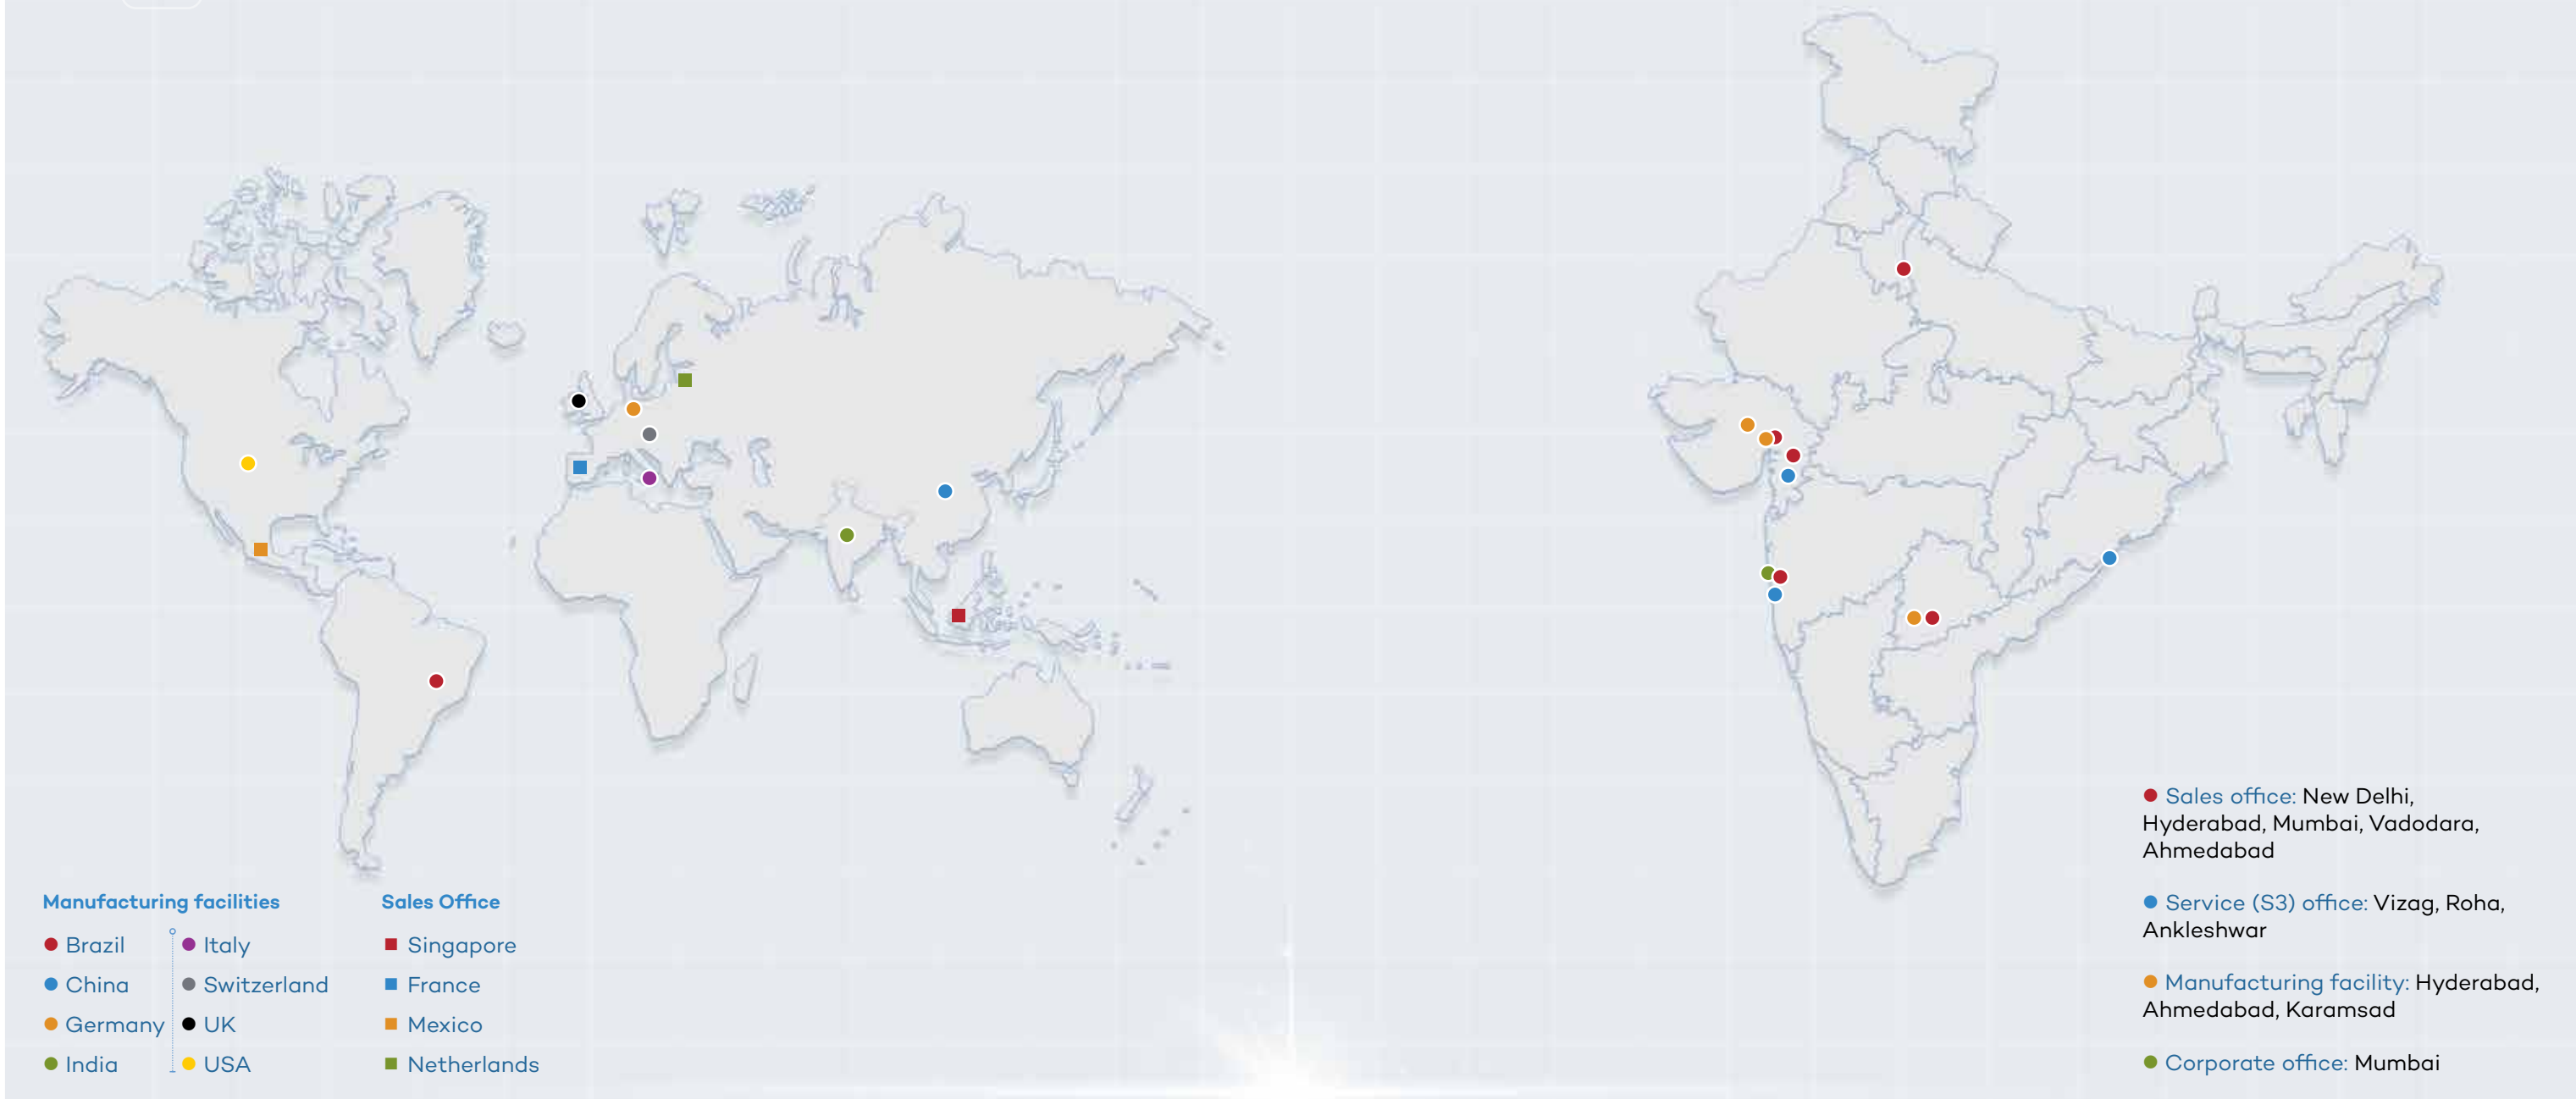 Manufacturing facilities
Brazil
China
Germany
India
Italy
Switzerland
UK
USA
Sales Office
Singapore
France
Mexico
Netherlands
Sales office: New Delhi,
Hyderabad, Mumbai, Vadodara,
Ahmedabad
Service (S3) office: Vizag, Roha,
Ankleshwar
Manufacturing facility: Hyderabad,
Ahmedabad, Karamsad
Corporate office: Mumbai